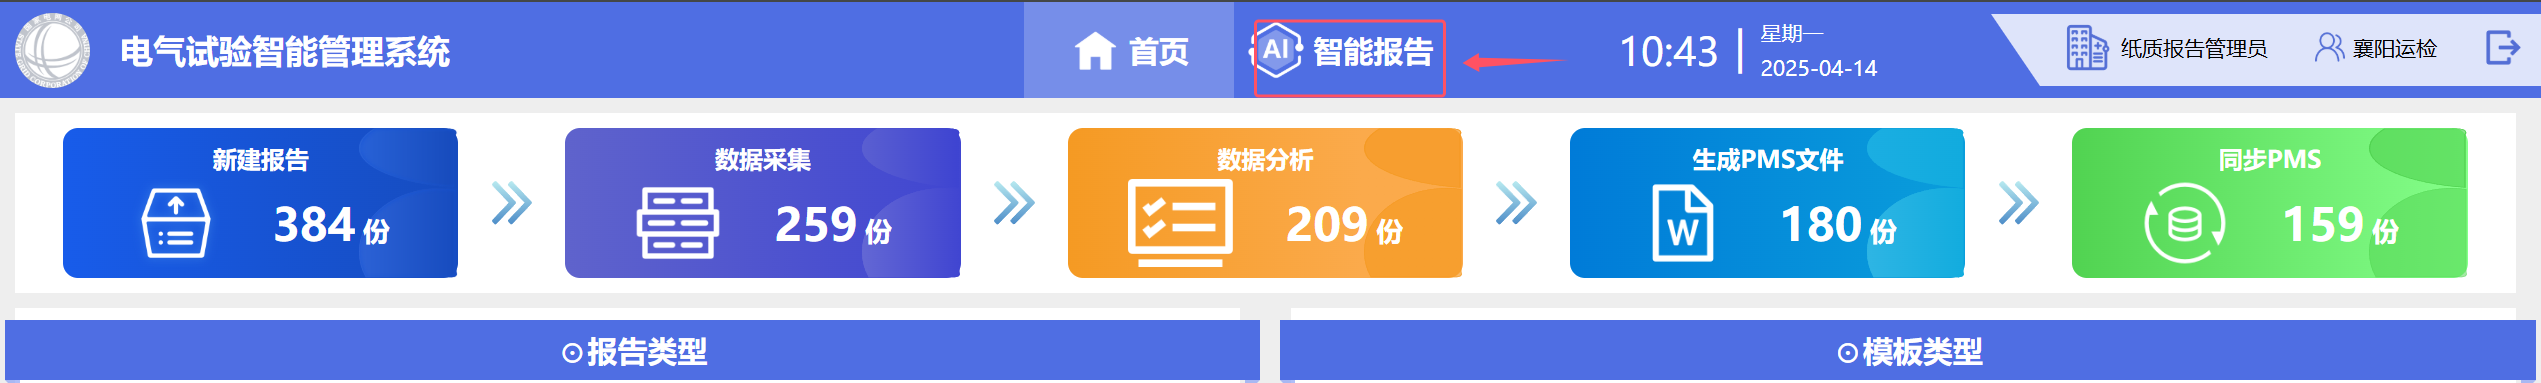 电气试验智能管理系统
首页
AI 智能报告
10:43
星期一
2025-04-14
纸质报告管理员
襄阳运检
新建报告
384 份
数据采集
259 份
数据分析
209 份
生成PMS文件
W
180 份
同步PMS
159 份
报告类型
模板类型